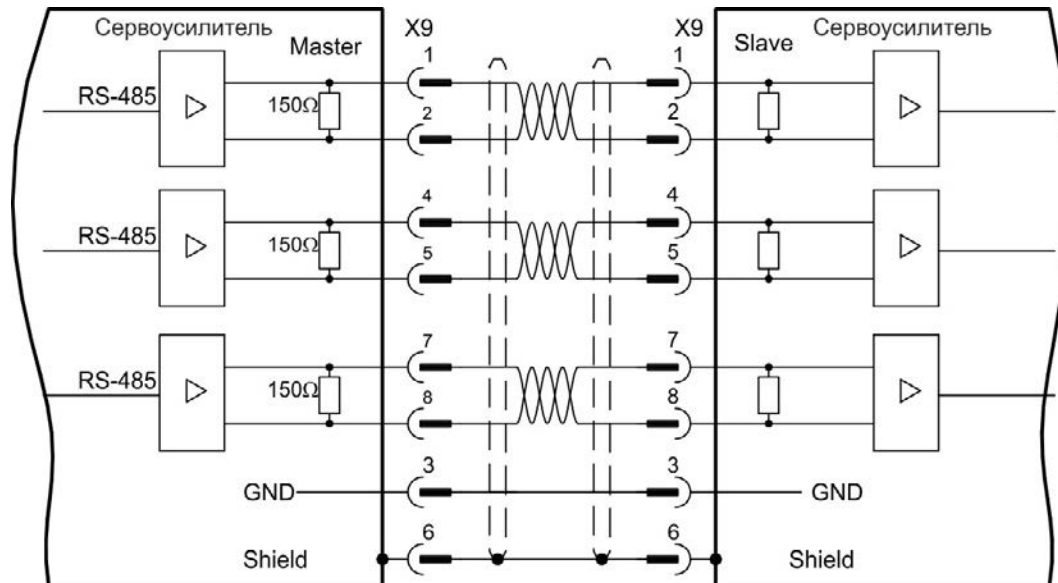 Сервоусилитель X9 X9 Сервоусилитель
Master Slave
1 1
RS-485 150Ω
2 2
4 4
RS-485 150Ω
5 5
7 7
RS-485 150Ω
8 8
3 3
GND GND
6 6
Shield Shield